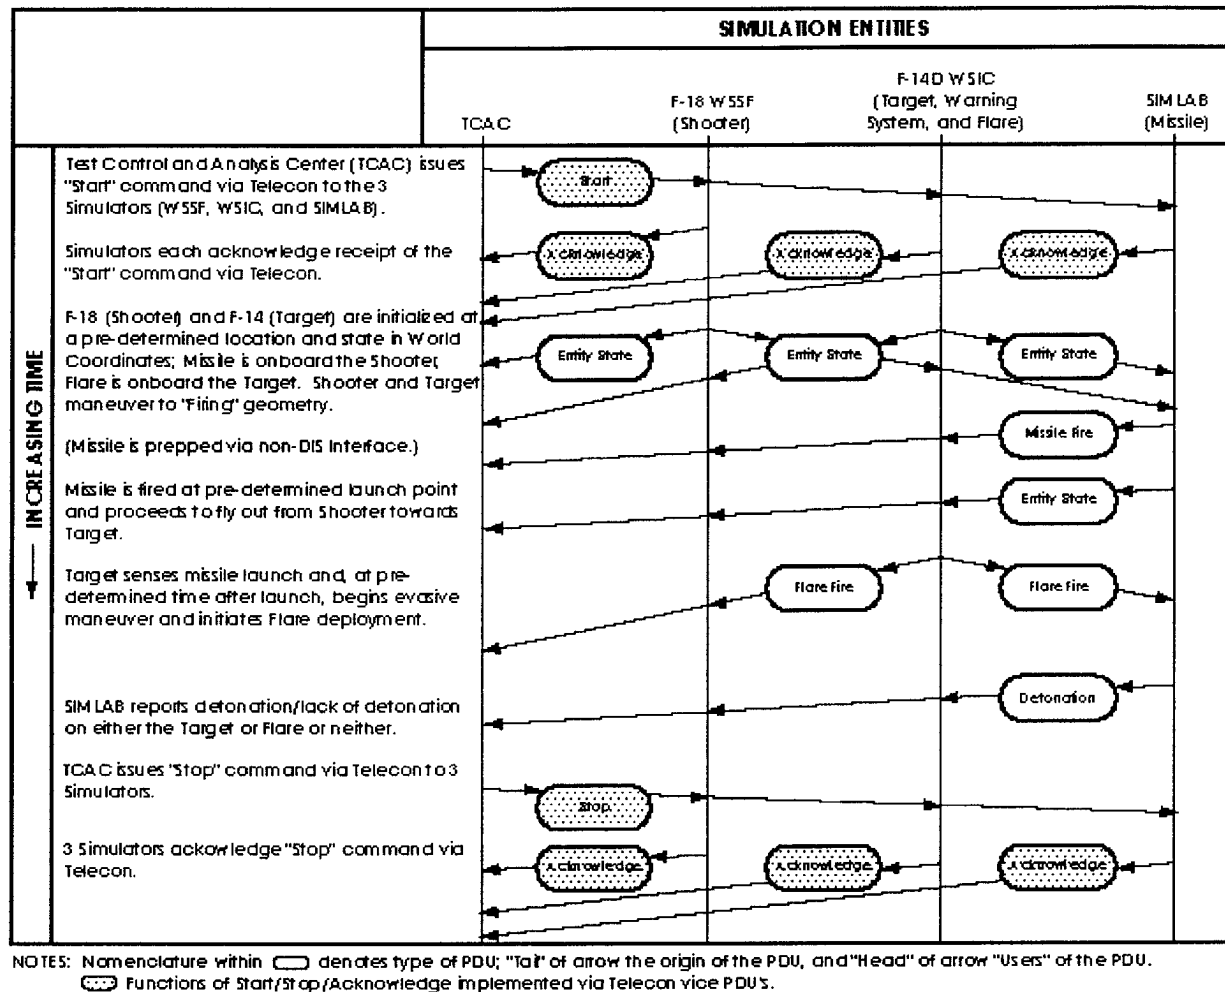 SIMULATION ENTITIES
TCAC
F-18 WSSF
(Shooter)
F-14D WSIC
(Target, Warning
System, and Flare)
SIMLAB
(Missile)
INCREASING TIME
Test Control and Analysis Center (TCAC) issues
"Start" command via Telecon to the 3
Simulators (WSSF, WSIC, and SIMLAB).
Start
Simulators each acknowledge receipt of the
"Start" command via Telecon.
Acknowledge
Acknowledge
Acknowledge
F-18 (Shooter) and F-14 (Target) are initialized at
a pre-determined location and state in World
Coordinates; Missile is onboard the Shooter,
Flare is onboard the Target. Shooter and Target
maneuver to "Firing" geometry.
Entity State
Entity State
Entity State
(Missile is prepped via non-DIS Interface.)
Missile Fire
Missile is fired at pre-determined launch point
and proceeds to fly out from Shooter towards
Target.
Entity State
Target senses missile launch and, at pre-
determined time after launch, begins evasive
maneuver and initiates Flare deployment.
Flare Fire
Flare Fire
SIMLAB reports detonation/lack of detonation
on either the Target or Flare or neither.
Detonation
TCAC issues "Stop" command via Telecon to 3
Simulators.
Stop
3 Simulators ackowledge "Stop" command via
Telecon.
Acknowledge
Acknowledge
Acknowledge
NOTES: Nomenclature within denotes type of PDU; "Tail" of arrow the origin of the PDU, and "Head" of arrow "Users" of the PDU.
Functions of Start/Stop/Acknowledge implemented via Telecon vice PDU's.